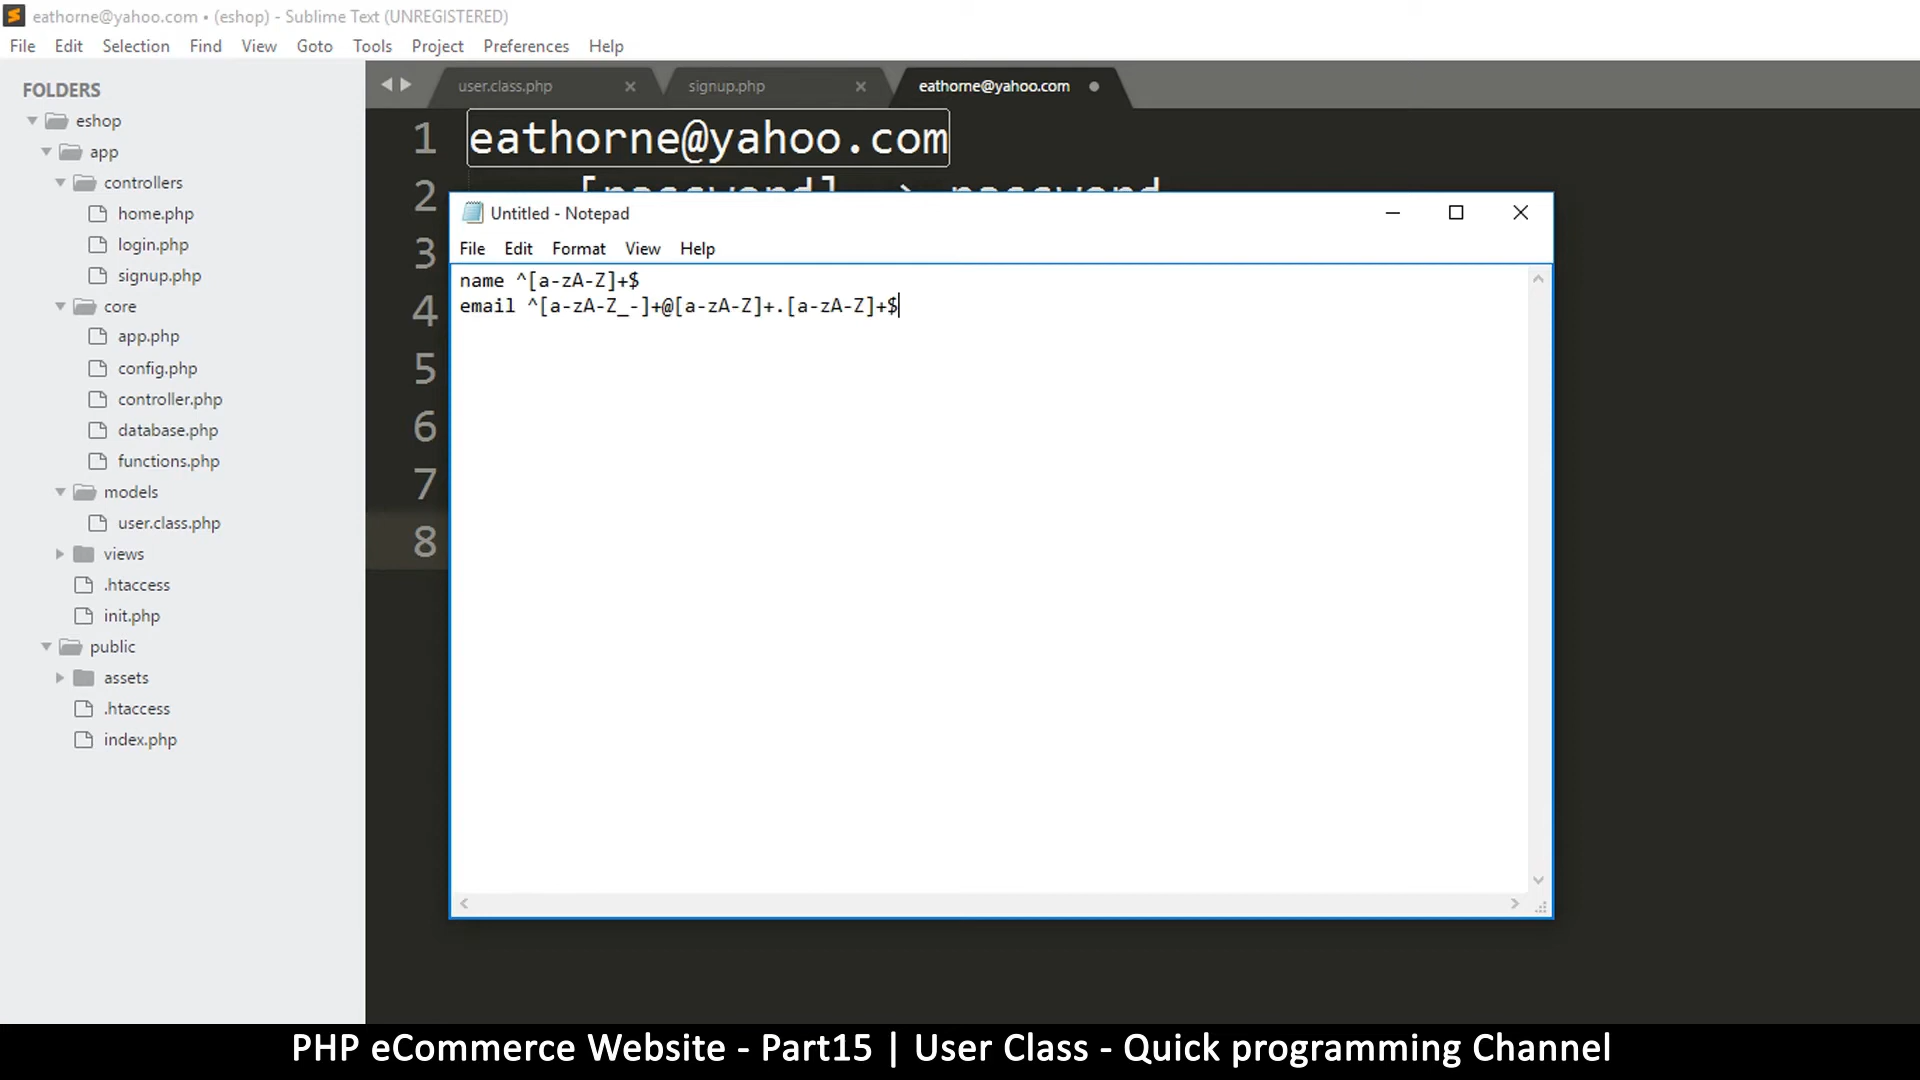 eathorne@yahoo.com • (eshop) - Sublime Text (UNREGISTERED)
File Edit Selection Find View Goto Tools Project Preferences Help
FOLDERS
eshop
app
controllers
home.php
login.php
signup.php
core
app.php
config.php
controller.php
database.php
functions.php
models
user.class.php
views
.htaccess
init.php
public
assets
.htaccess
index.php
user.class.php signup.php eathorne@yahoo.com
1 eathorne@yahoo.com
2 [password] => password
3
4
5
6
7
8
Untitled - Notepad
File Edit Format View Help
name ^[a-zA-Z]+$
email ^[a-zA-Z_-]+@[a-zA-Z]+.[a-zA-Z]+$
PHP eCommerce Website - Part15 | User Class - Quick programming Channel